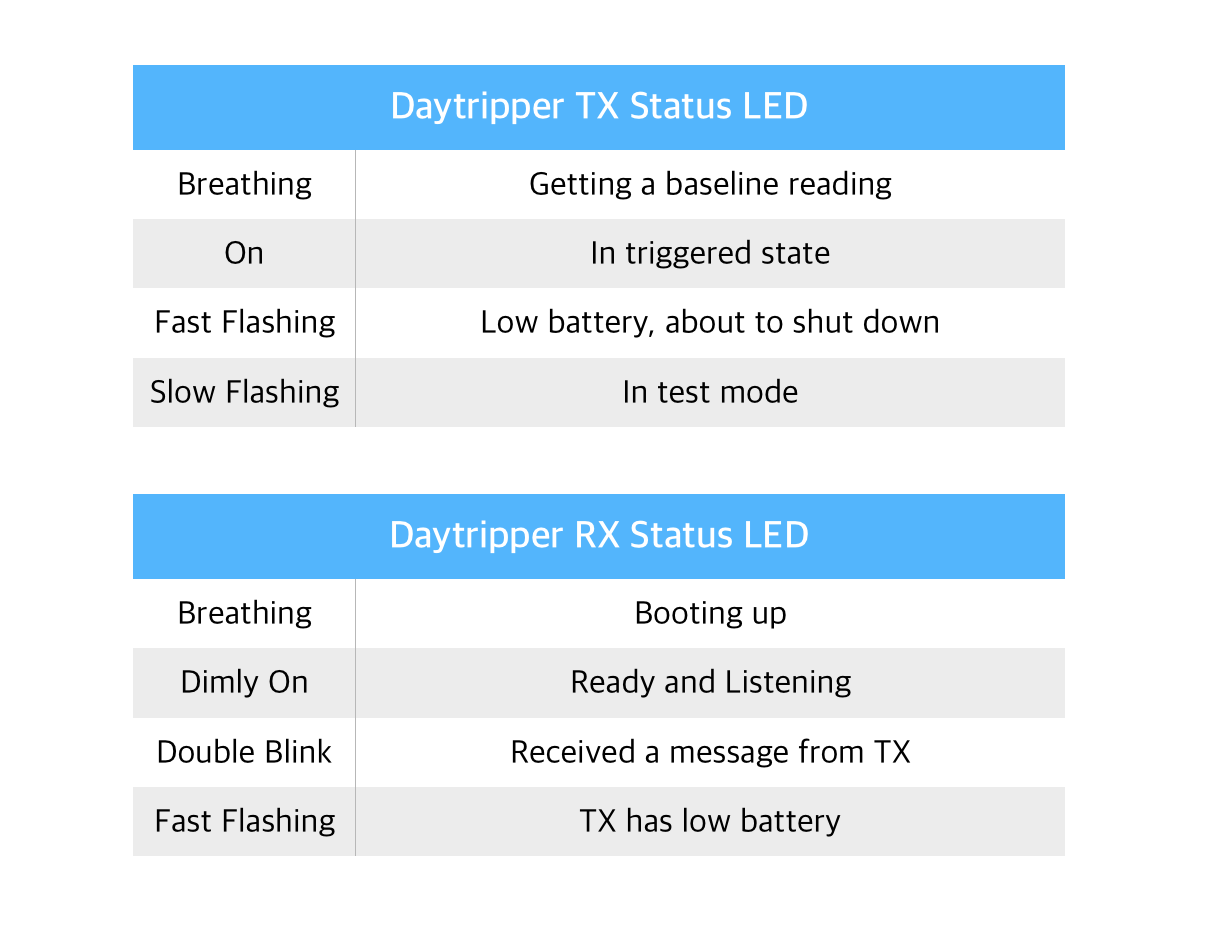 Daytripper TX Status LED
Breathing Getting a baseline reading
On In triggered state
Fast Flashing Low battery, about to shut down
Slow Flashing In test mode
Daytripper RX Status LED
Breathing Booting up
Dimly On Ready and Listening
Double Blink Received a message from TX
Fast Flashing TX has low battery